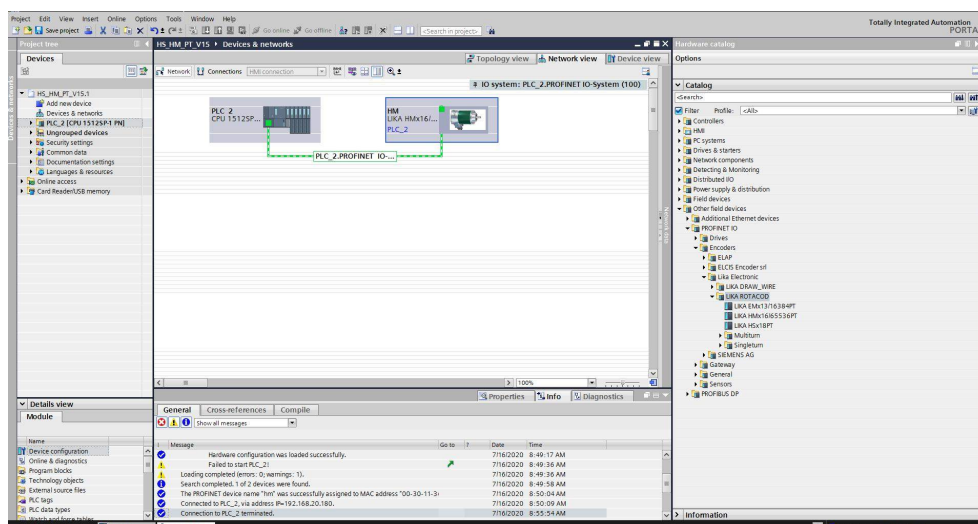 Project Edit View Insert Online Options Tools Window Help
Totally Integrated Automation
PORTA
Save project
Go online
Go offline
<Search in project>
Project tree
HS_HM_PT_V15 ▸ Devices & networks
Hardware catalog
Devices
Topology view
Network view
Device view
Options
Network
Connections
HMI connection
IO system: PLC_2.PROFINET IO-System (100)
Devices & networks
HS_HM_PT_V15.1
Add new device
Devices & networks
PLC_2 [CPU 1512SP-1 PN]
Ungrouped devices
Security settings
Common data
Documentation settings
Languages & resources
Online access
Card Reader/USB memory
PLC_2
CPU 1512SP...
HM
LIKA HMx16/...
PLC_2
PLC_2.PROFINET IO-...
100%
Catalog
<Search>
Filter
Profile: <All>
Controllers
HMI
PC systems
Drives & starters
Network components
Detecting & Monitoring
Distributed IO
Power supply & distribution
Field devices
Other field devices
Additional Ethernet devices
PROFINET IO
Drives
Encoders
ELAP
ELCIS Encoder srl
Lika Electronic
LIKA DRAW_WIRE
LIKA ROTACOD
LIKA EMx13/16384PT
LIKA HMx16/65536PT
LIKA HSx18PT
Multiturn
Singleturn
SIEMENS AG
Gateway
General
Sensors
PROFIBUS DP
Information
Properties
Info
Diagnostics
General
Cross-references
Compile
Show all messages
! Message Go to ? Date Time
Hardware configuration was loaded successfully. 7/16/2020 8:49:17 AM
Failed to start PLC_2! 7/16/2020 8:49:36 AM
Loading completed (errors: 0; warnings: 1). 7/16/2020 8:49:36 AM
Search completed. 1 of 2 devices were found. 7/16/2020 8:49:58 AM
The PROFINET device name "hm" was successfully assigned to MAC address "00-30-11-3 7/16/2020 8:50:04 AM
Connected to PLC_2, via address IP=192.168.20.180. 7/16/2020 8:50:09 AM
Connection to PLC_2 terminated. 7/16/2020 8:55:54 AM
Details view
Module
Name
Device configuration
Online & diagnostics
Program blocks
Technology objects
External source files
PLC tags
PLC data types
Watch and force tables